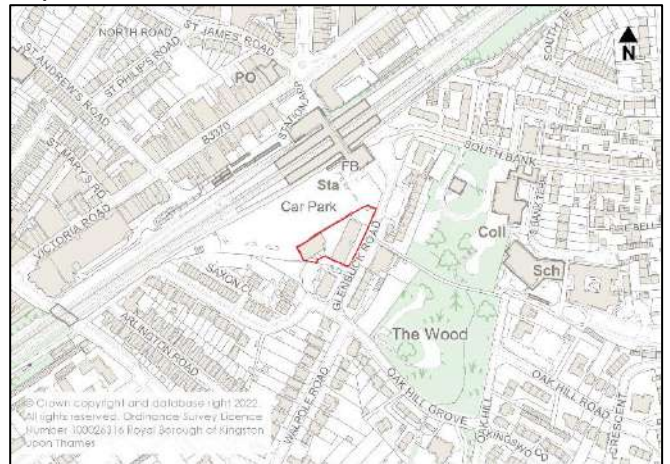 NORTH ROAD
ST JAMES' ROAD
ST ANDREW'S ROAD
ST PHILIP'S ROAD
PO
B3370
STATION APP
N
SOUTH BANK
ST MARY'S RD
VICTORIA ROAD
FB
Sta
Car Park
Coll
Sch
GLENBUCK ROAD
SAXON
ARLINGTON ROAD
The Wood
WALPOLE ROAD
OAK HILL GROVE
OAK HILL
OAK HILL ROAD
KINGSWO
CRESCENT
© Crown copyright and database right 2022.
All rights reserved. Ordnance Survey Licence
Number 100026316 Royal Borough of Kingston
upon Thames